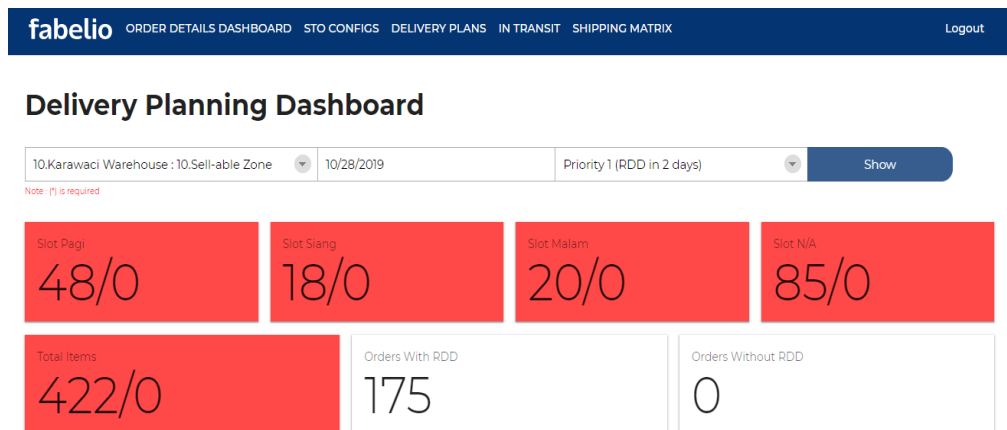 fabelio ORDER DETAILS DASHBOARD STO CONFIGS DELIVERY PLANS IN TRANSIT SHIPPING MATRIX Logout
Delivery Planning Dashboard
10.Karawaci Warehouse : 10.Sell-able Zone 10/28/2019 Priority 1 (RDD in 2 days) Show
Note : (*) is required
Slot Pagi Slot Siang Slot Malam Slot N/A
48/0 18/0 20/0 85/0
Total Items Orders With RDD Orders Without RDD
422/0 175 0